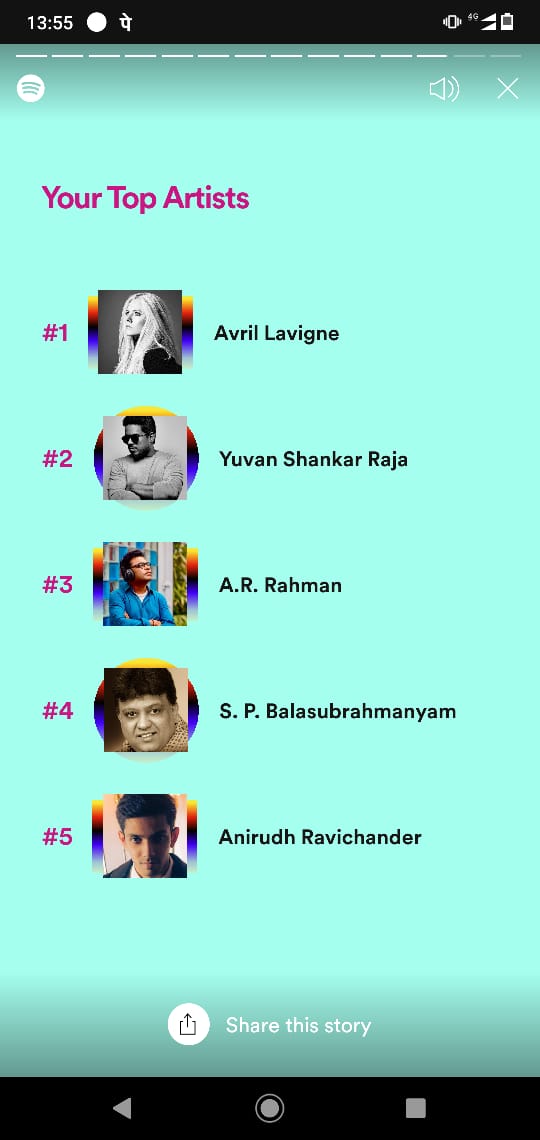 13:55 पे 4G
Your Top Artists
#1 Avril Lavigne
#2 Yuvan Shankar Raja
#3 A.R. Rahman
#4 S. P. Balasubrahmanyam
#5 Anirudh Ravichander
Share this story